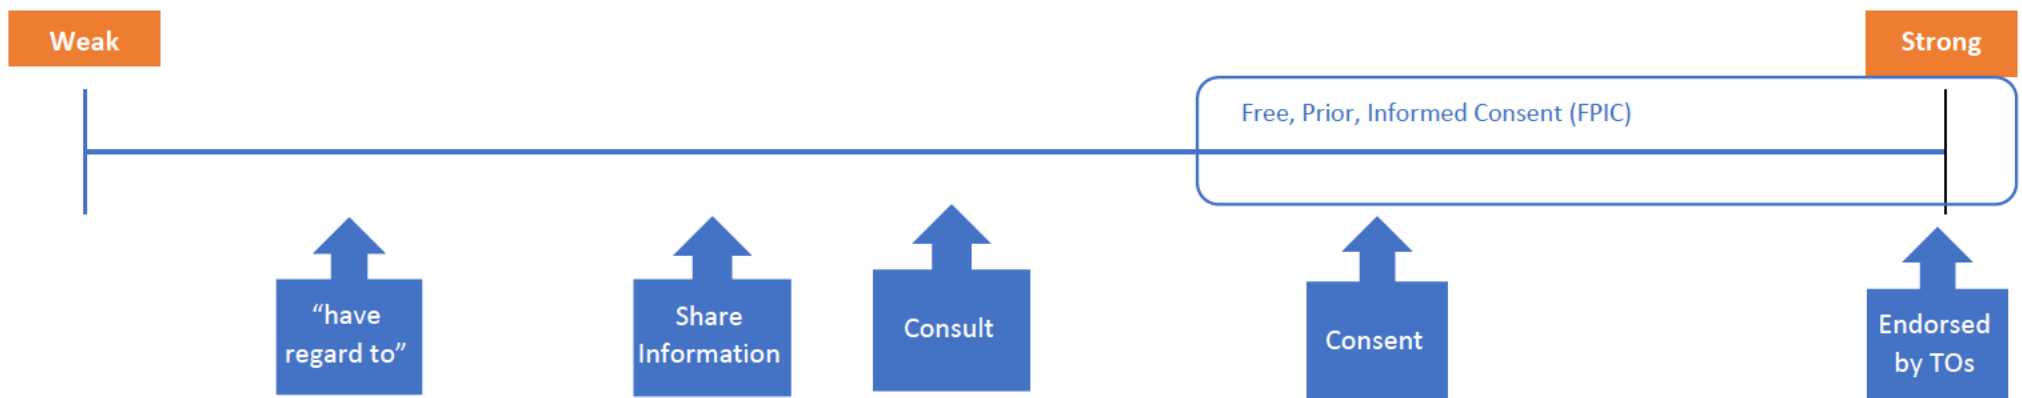 Weak
Strong
Free, Prior, Informed Consent (FPIC)
“have
regard to”
Share
Information
Consult
Consent
Endorsed
by TOs